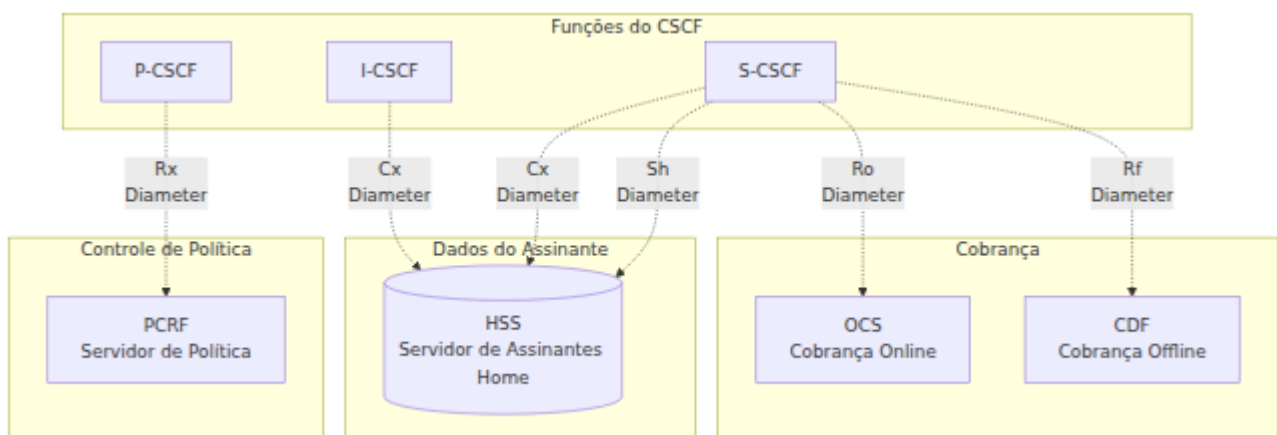 Funções do CSCF
P-CSCF
I-CSCF
S-CSCF
Rx
Diameter
Cx
Diameter
Cx
Diameter
Sh
Diameter
Ro
Diameter
Rf
Diameter
Controle de Política
Dados do Assinante
Cobrança
PCRF
Servidor de Política
HSS
Servidor de Assinantes
Home
OCS
Cobrança Online
CDF
Cobrança Offline